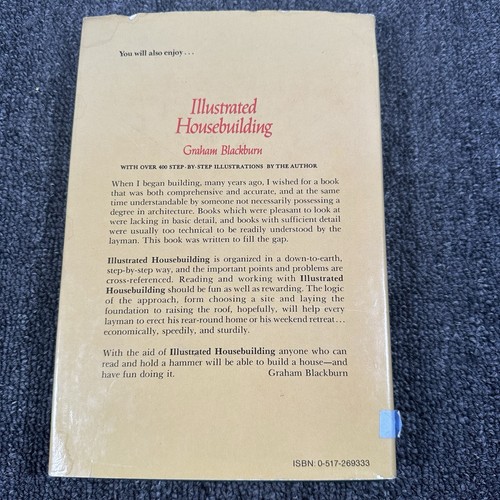 You will also enjoy...
Illustrated
Housebuilding
Graham Blackburn
WITH OVER 400 STEP-BY-STEP ILLUSTRATIONS BY THE AUTHOR
When I began building, many years ago, I wished for a book
that was both comprehensive and accurate, and at the same
time understandable by someone not necessarily possessing a
degree in architecture. Books which were pleasant to look at
were lacking in basic detail, and books with sufficient detail
were usually too technical to be readily understood by the
layman. This book was written to fill the gap.
Illustrated Housebuilding is organized in a down-to-earth,
step-by-step way, and the important points and problems are
cross-referenced. Reading and working with Illustrated
Housebuilding should be fun as well as rewarding. The logic
of the approach, form choosing a site and laying the
foundation to raising the roof, hopefully, will help every
layman to erect his rear-round home or his weekend retreat...
economically, speedily, and sturdily.
With the aid of Illustrated Housebuilding anyone who can
read and hold a hammer will be able to build a house—and
have fun doing it. Graham Blackburn
ISBN: 0-517-269333